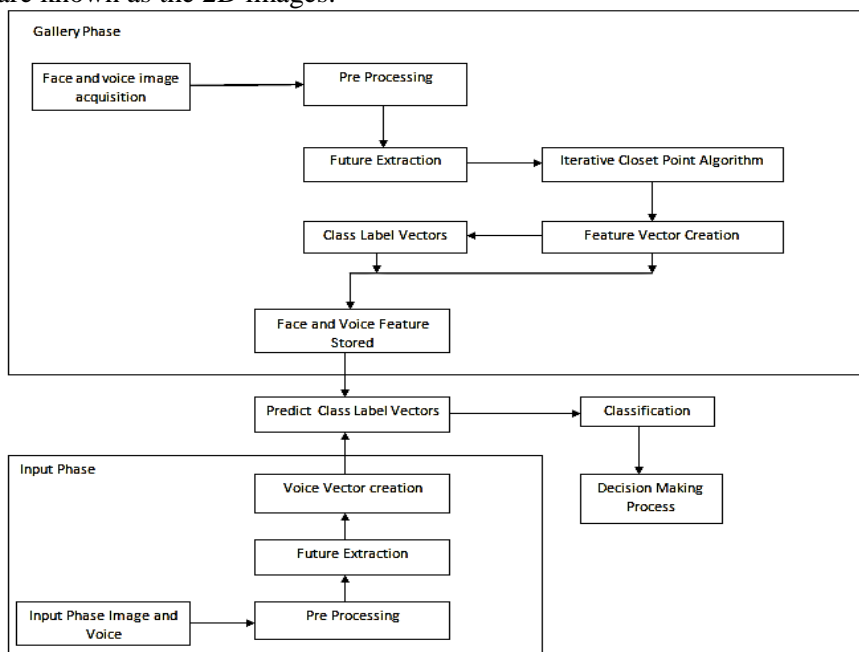 are known as the 2D images.
Gallery Phase
Face and voice image
acquisition
Pre Processing
Future Extraction
Iterative Closet Point Algorithm
Class Label Vectors
Feature Vector Creation
Face and Voice Feature
Stored
Predict Class Label Vectors
Classification
Input Phase
Voice Vector creation
Decision Making
Process
Future Extraction
Input Phase Image and
Voice
Pre Processing